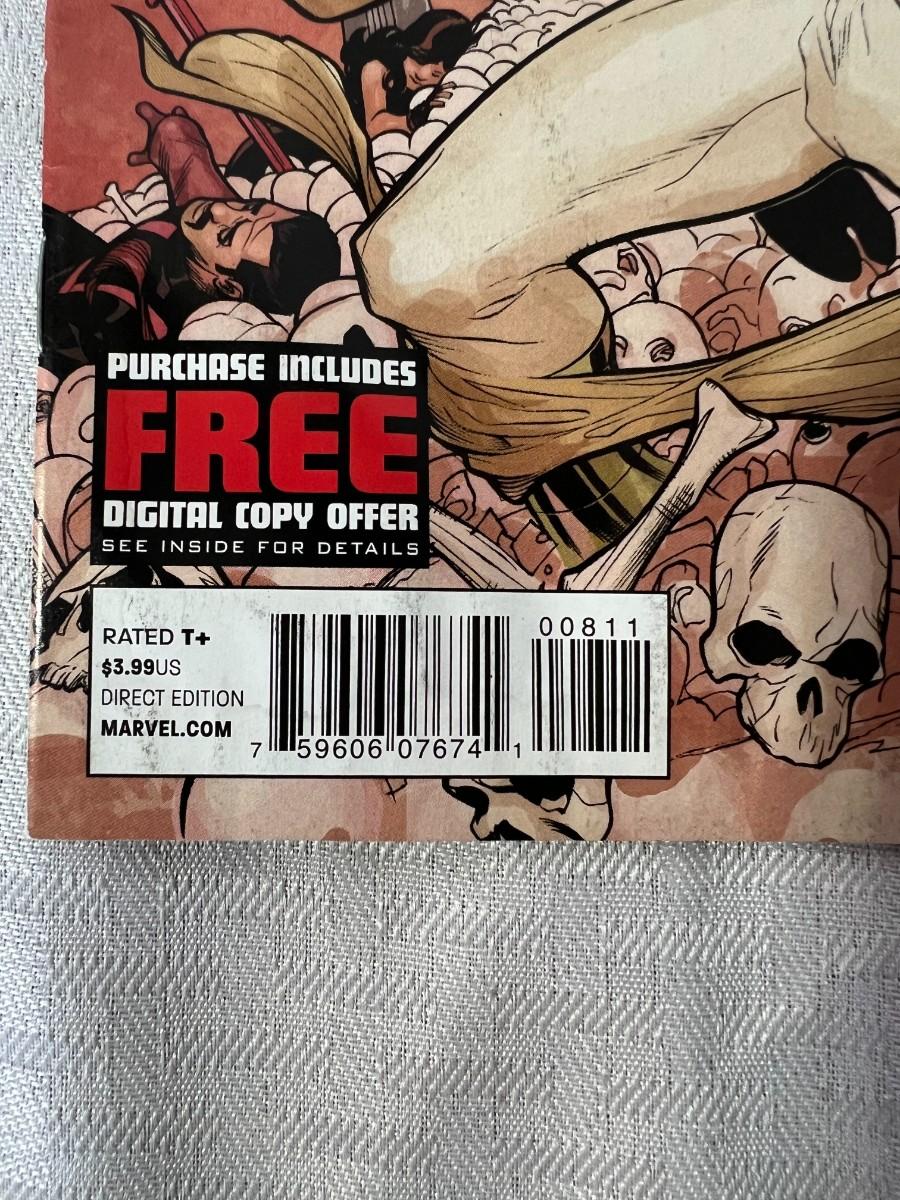 PURCHASE INCLUDES
FREE
DIGITAL COPY OFFER
SEE INSIDE FOR DETAILS
RATED T+
$3.99US
DIRECT EDITION
MARVEL.COM
00811
7 59606 07674 1